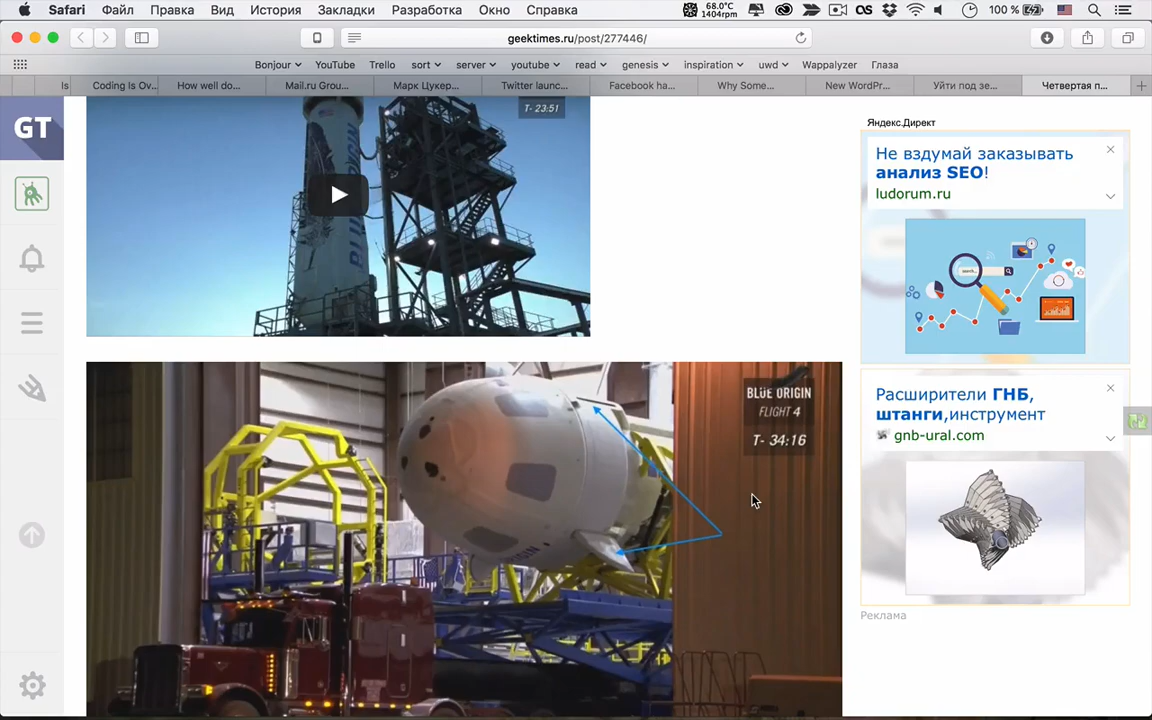 Safari Файл Правка Вид История Закладки Разработка Окно Справка 68.0°C 1404rpm 100 %
geektimes.ru/post/277446/
Bonjour YouTube Trello sort server youtube read genesis inspiration uwd Wappalyzer Глаза
Is Coding Is Ov... How well do... Mail.ru Grou... Марк Цукер... Twitter launc... Facebook ha... Why Some... New WordPr... Уйти под зе... Четвертая п...
GT
T- 23:51
Яндекс.Директ
Не вздумай заказывать
анализ SEO!
ludorum.ru
search...
BLUE ORIGIN
FLIGHT 4
T- 34:16
Расширители ГНБ,
штанги,инструмент
gnb-ural.com
Реклама